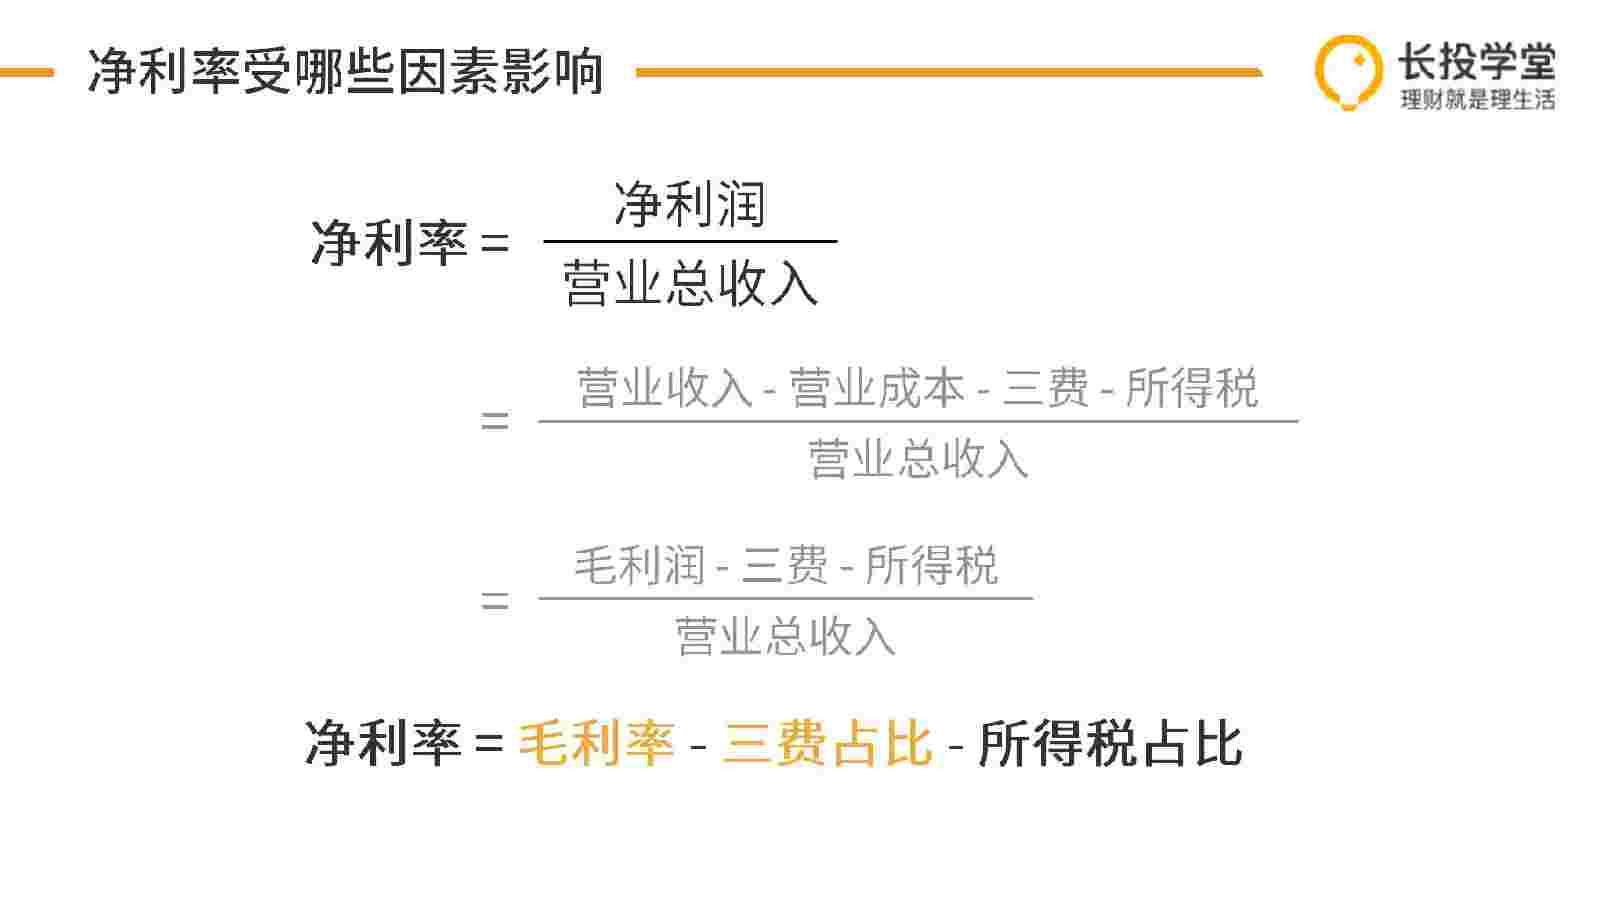 净利率受哪些因素影响
长投学堂
理财就是理生活
净利润
净利率 =
营业总收入
营业收入 - 营业成本 - 三费 - 所得税
=
营业总收入
毛利润 - 三费 - 所得税
=
营业总收入
净利率 = 毛利率 - 三费占比 - 所得税占比